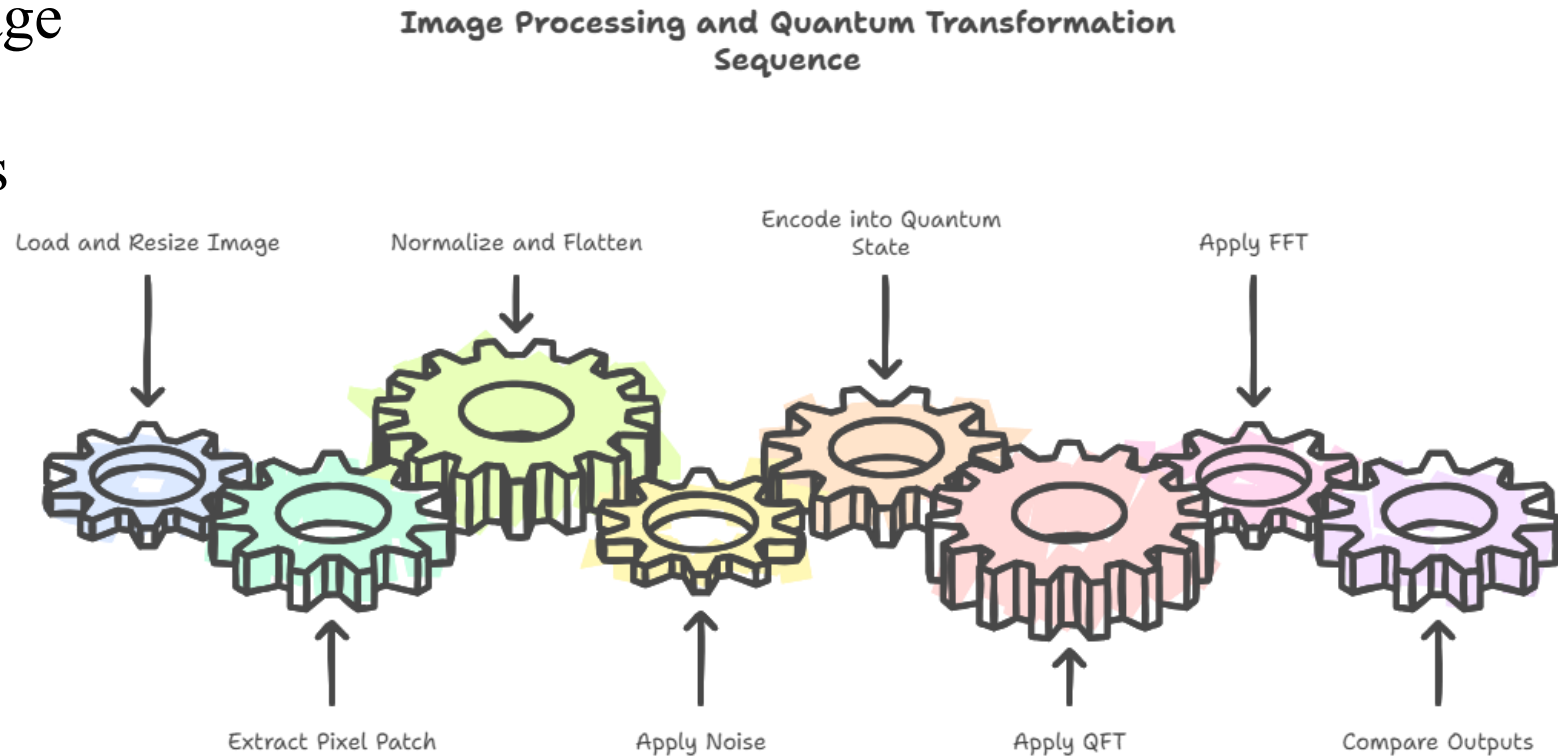 Image Processing and Quantum Transformation
Sequence
Load and Resize Image
Normalize and Flatten
Encode into Quantum
State
Apply FFT
Extract Pixel Patch
Apply Noise
Apply QFT
Compare Outputs